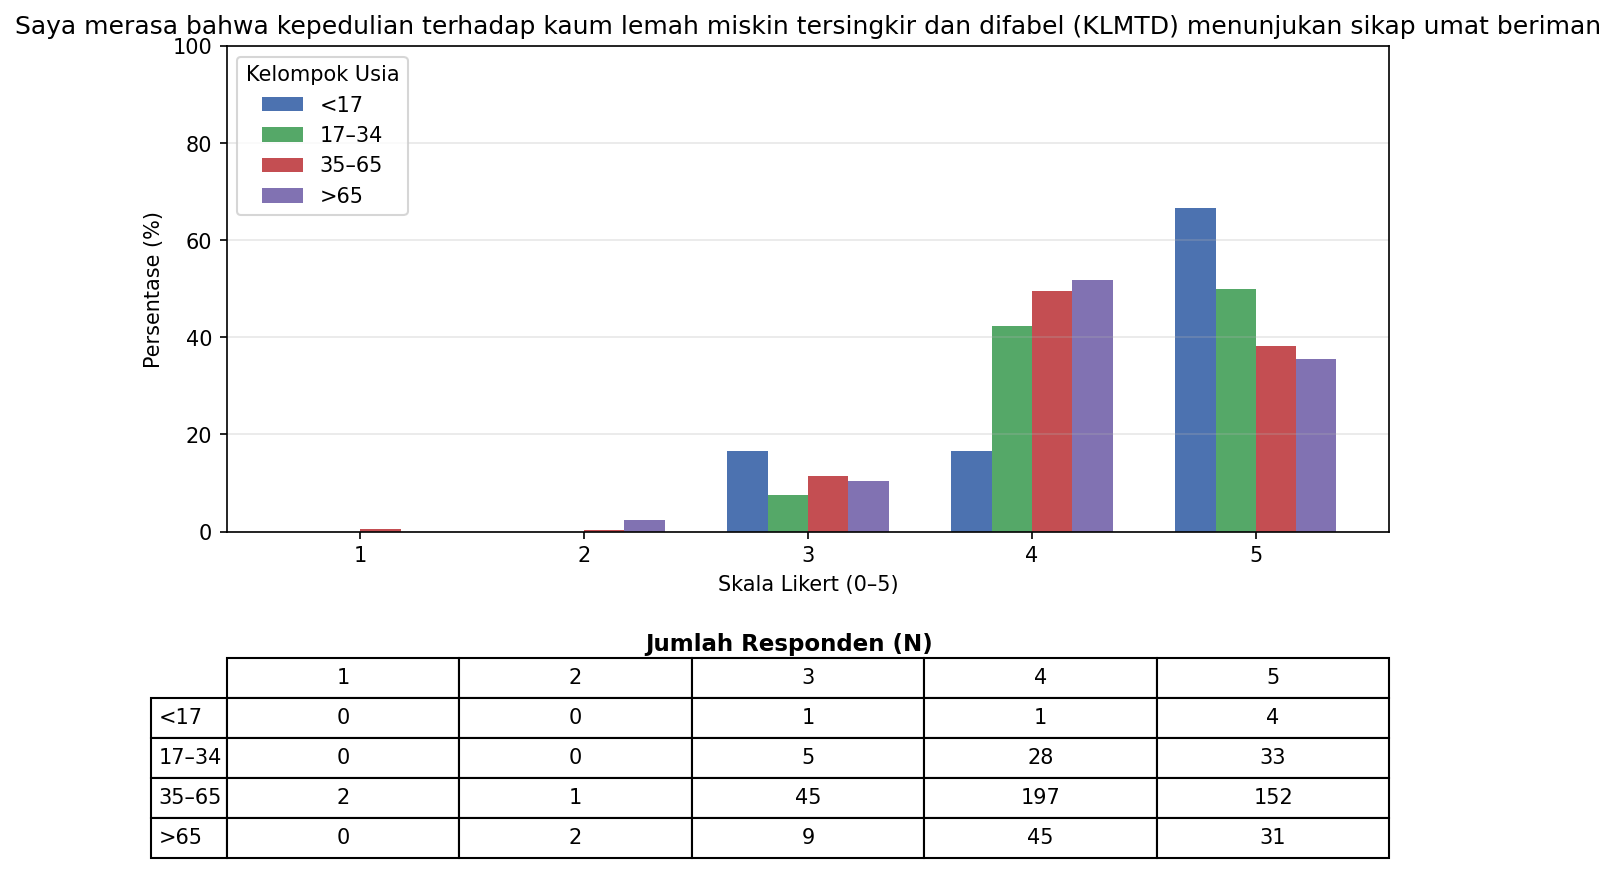 Saya merasa bahwa kepedulian terhadap kaum lemah miskin tersingkir dan difabel (KLMTD) menunjukan sikap umat beriman
Kelompok Usia
<17
17–34
35–65
>65
Persentase (%)
100
80
60
40
20
0
1 2 3 4 5
Skala Likert (0–5)
Jumlah Responden (N)
1 2 3 4 5
<17 0 0 1 1 4
17–34 0 0 5 28 33
35–65 2 1 45 197 152
>65 0 2 9 45 31